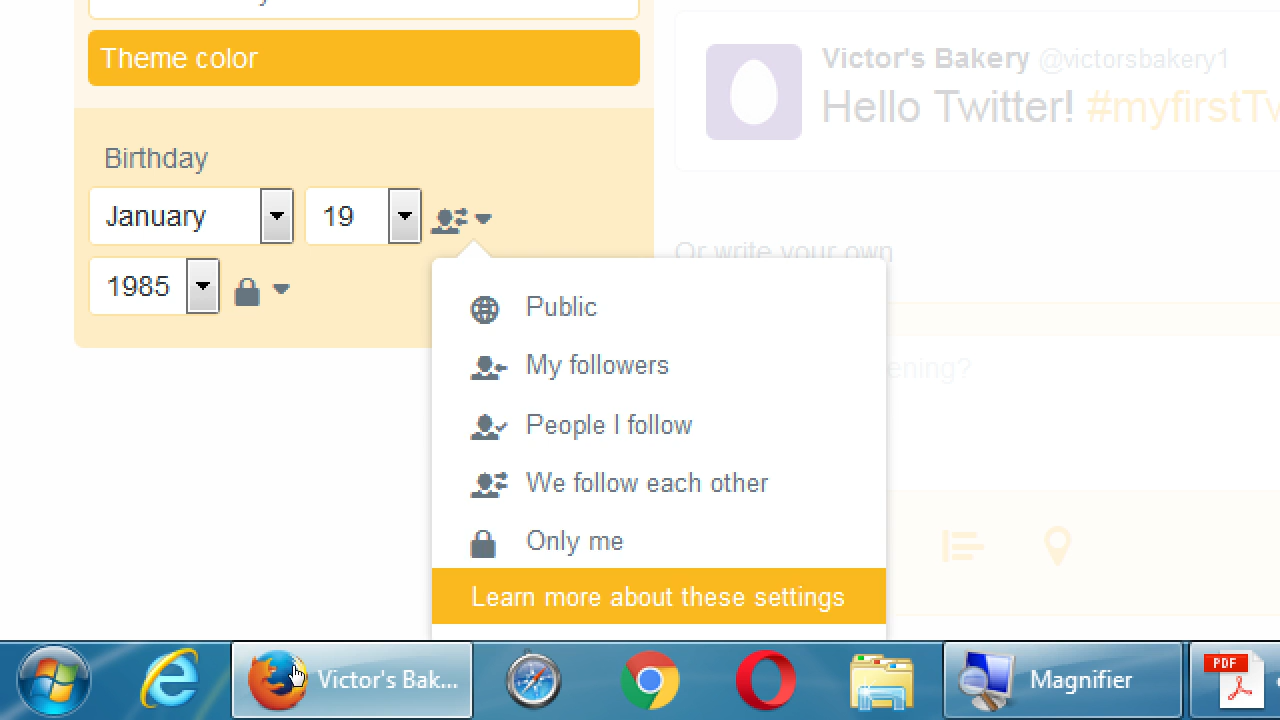 Theme color
Victor's Bakery @victorsbakery1
Hello Twitter! #myfirstTw
Birthday
January 19
Or write your own
1985
Public
ening?
My followers
People I follow
We follow each other
Only me
Learn more about these settings
Victor's Bak...
Magnifier
PDF